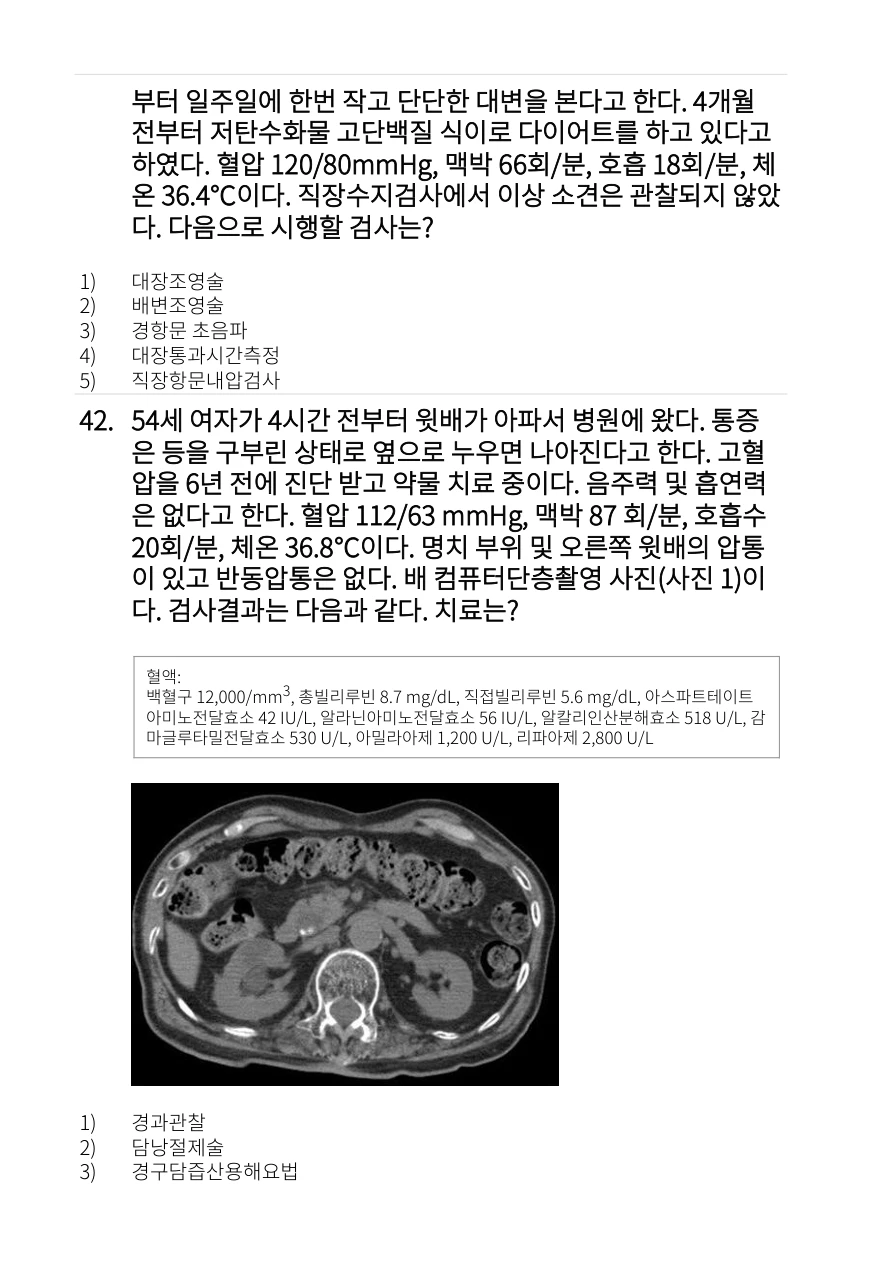 부터 일주일에 한번 작고 단단한 대변을 본다고 한다. 4개월
전부터 저탄수화물 고단백질 식이로 다이어트를 하고 있다고
하였다. 혈압 120/80mmHg, 맥박 66회/분, 호흡 18회/분, 체
온 36.4°C이다. 직장수지검사에서 이상 소견은 관찰되지 않았
다. 다음으로 시행할 검사는?
1) 대장조영술
2) 배변조영술
3) 경항문 초음파
4) 대장통과시간측정
5) 직장항문내압검사
42. 54세 여자가 4시간 전부터 윗배가 아파서 병원에 왔다. 통증
은 등을 구부린 상태로 옆으로 누우면 나아진다고 한다. 고혈
압을 6년 전에 진단 받고 약물 치료 중이다. 음주력 및 흡연력
은 없다고 한다. 혈압 112/63 mmHg, 맥박 87 회/분, 호흡수
20회/분, 체온 36.8°C이다. 명치 부위 및 오른쪽 윗배의 압통
이 있고 반동압통은 없다. 배 컴퓨터단층촬영 사진(사진 1)이
다. 검사결과는 다음과 같다. 치료는?
혈액:
백혈구 12,000/mm³, 총빌리루빈 8.7 mg/dL, 직접빌리루빈 5.6 mg/dL, 아스파트테이트
아미노전달효소 42 IU/L, 알라닌아미노전달효소 56 IU/L, 알칼리인산분해효소 518 U/L, 감
마글루타밀전달효소 530 U/L, 아밀라아제 1,200 U/L, 리파아제 2,800 U/L
1) 경과관찰
2) 담낭절제술
3) 경구담즙산용해요법